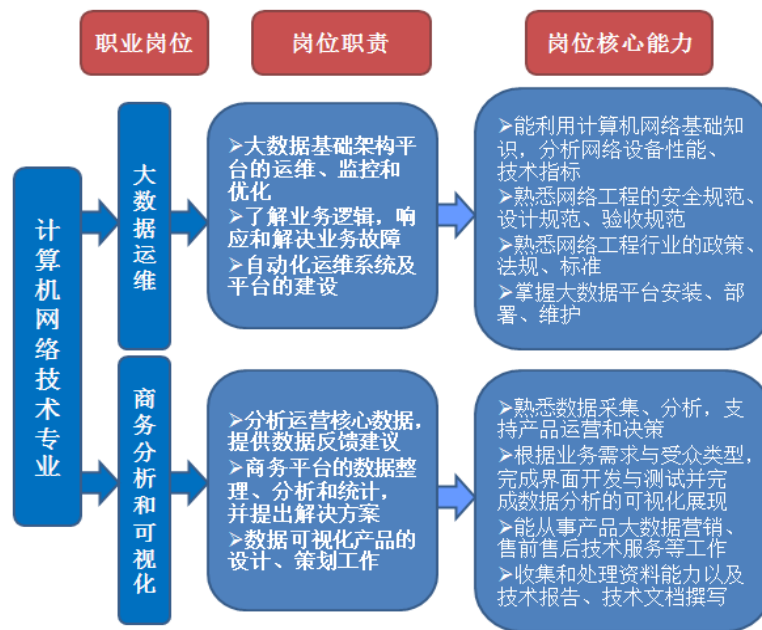 职业岗位
岗位职责
岗位核心能力
计算机网络技术专业
大数据运维
➢大数据基础架构平
台的运维、监控和
优化
➢了解业务逻辑，响
应和解决业务故障
➢自动化运维系统及
平台的建设
➢能利用计算机网络基础知
识，分析网络设备性能、
技术指标
➢熟悉网络工程的安全规范、
设计规范、验收规范
➢熟悉网络工程行业的政策、
法规、标准
➢掌握大数据平台安装、部
署、维护
商务分析和可视化
➢分析运营核心数据，
提供数据反馈建议
➢商务平台的数据整
理、分析和统计，
并提出解决方案
➢数据可视化产品的
设计、策划工作
➢熟悉数据采集、分析，支
持产品运营和决策
➢根据业务需求与受众类型，
完成界面开发与测试并完
成数据分析的可视化展现
➢能从事产品大数据营销、
售前售后技术服务等工作
➢收集和处理资料能力以及
技术报告、技术文档撰写